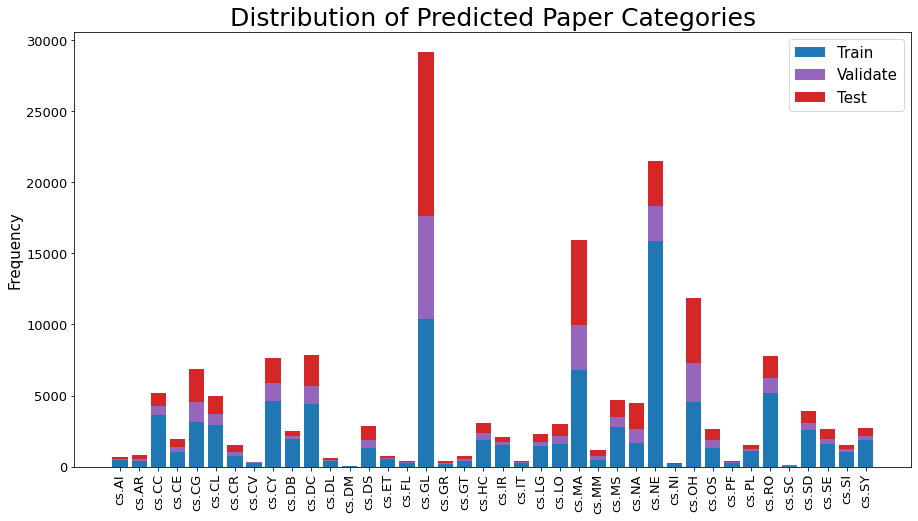 Distribution of Predicted Paper Categories
Train
Validate
Test
Frequency
30000
25000
20000
15000
10000
5000
0
cs.AI
cs.AR
cs.CC
cs.CE
cs.CG
cs.CL
cs.CR
cs.CV
cs.CY
cs.DB
cs.DC
cs.DL
cs.DM
cs.DS
cs.ET
cs.FL
cs.GL
cs.GR
cs.GT
cs.HC
cs.IR
cs.IT
cs.LG
cs.LO
cs.MA
cs.MM
cs.MS
cs.NA
cs.NE
cs.NI
cs.OH
cs.OS
cs.PF
cs.PL
cs.RO
cs.SC
cs.SD
cs.SE
cs.SI
cs.SY